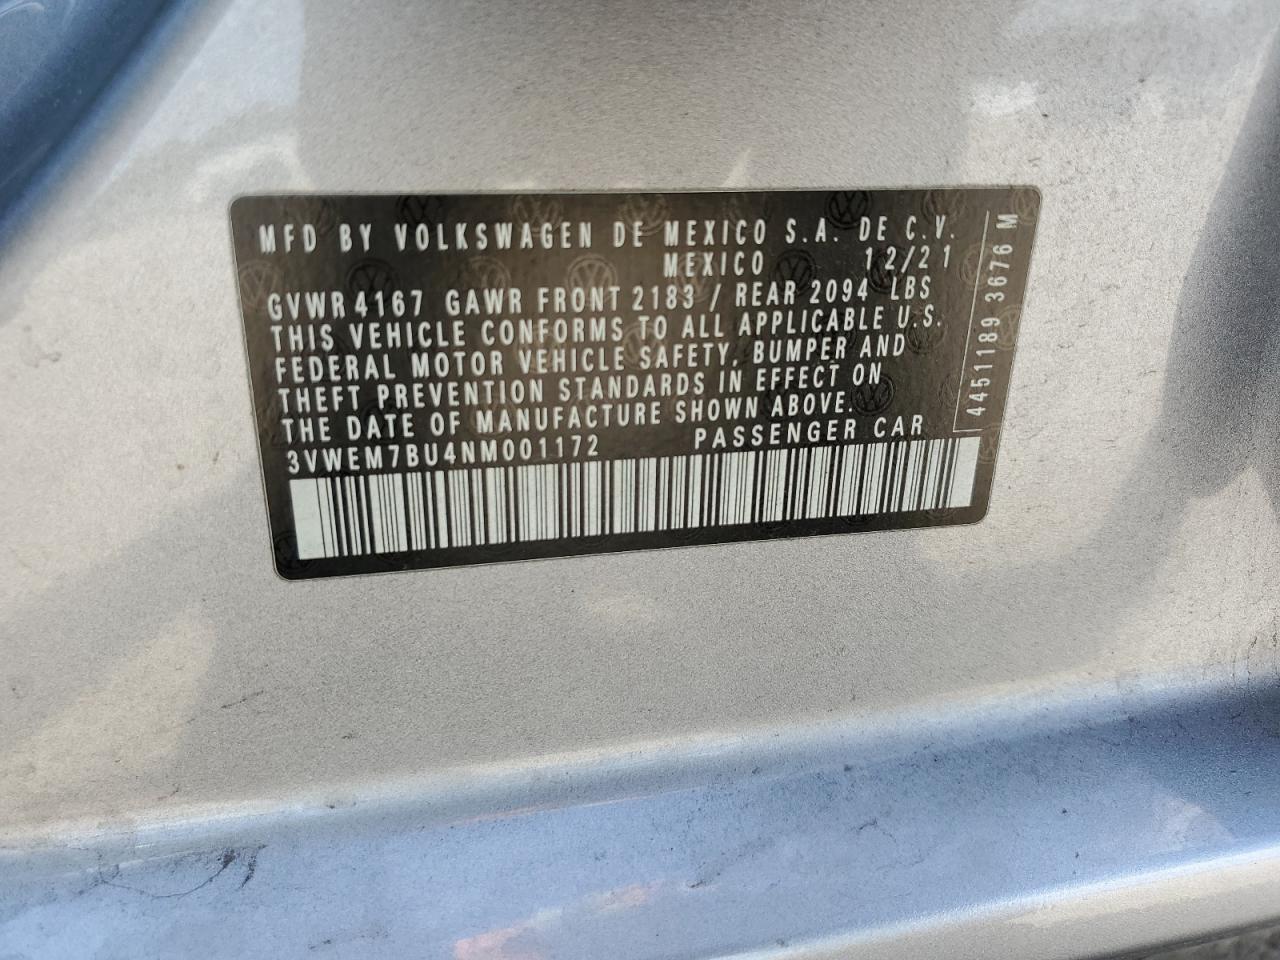 MFD BY VOLKSWAGEN DE MEXICO S.A. DE C.V.
MEXICO 12/21
GVWR 4167 GAWR FRONT 2183 / REAR 2094 LBS
THIS VEHICLE CONFORMS TO ALL APPLICABLE U.S.
FEDERAL MOTOR VEHICLE SAFETY, BUMPER AND
THEFT PREVENTION STANDARDS IN EFFECT ON
THE DATE OF MANUFACTURE SHOWN ABOVE.
3VWEM7BU4NM001172 PASSENGER CAR
4451189 3676 M